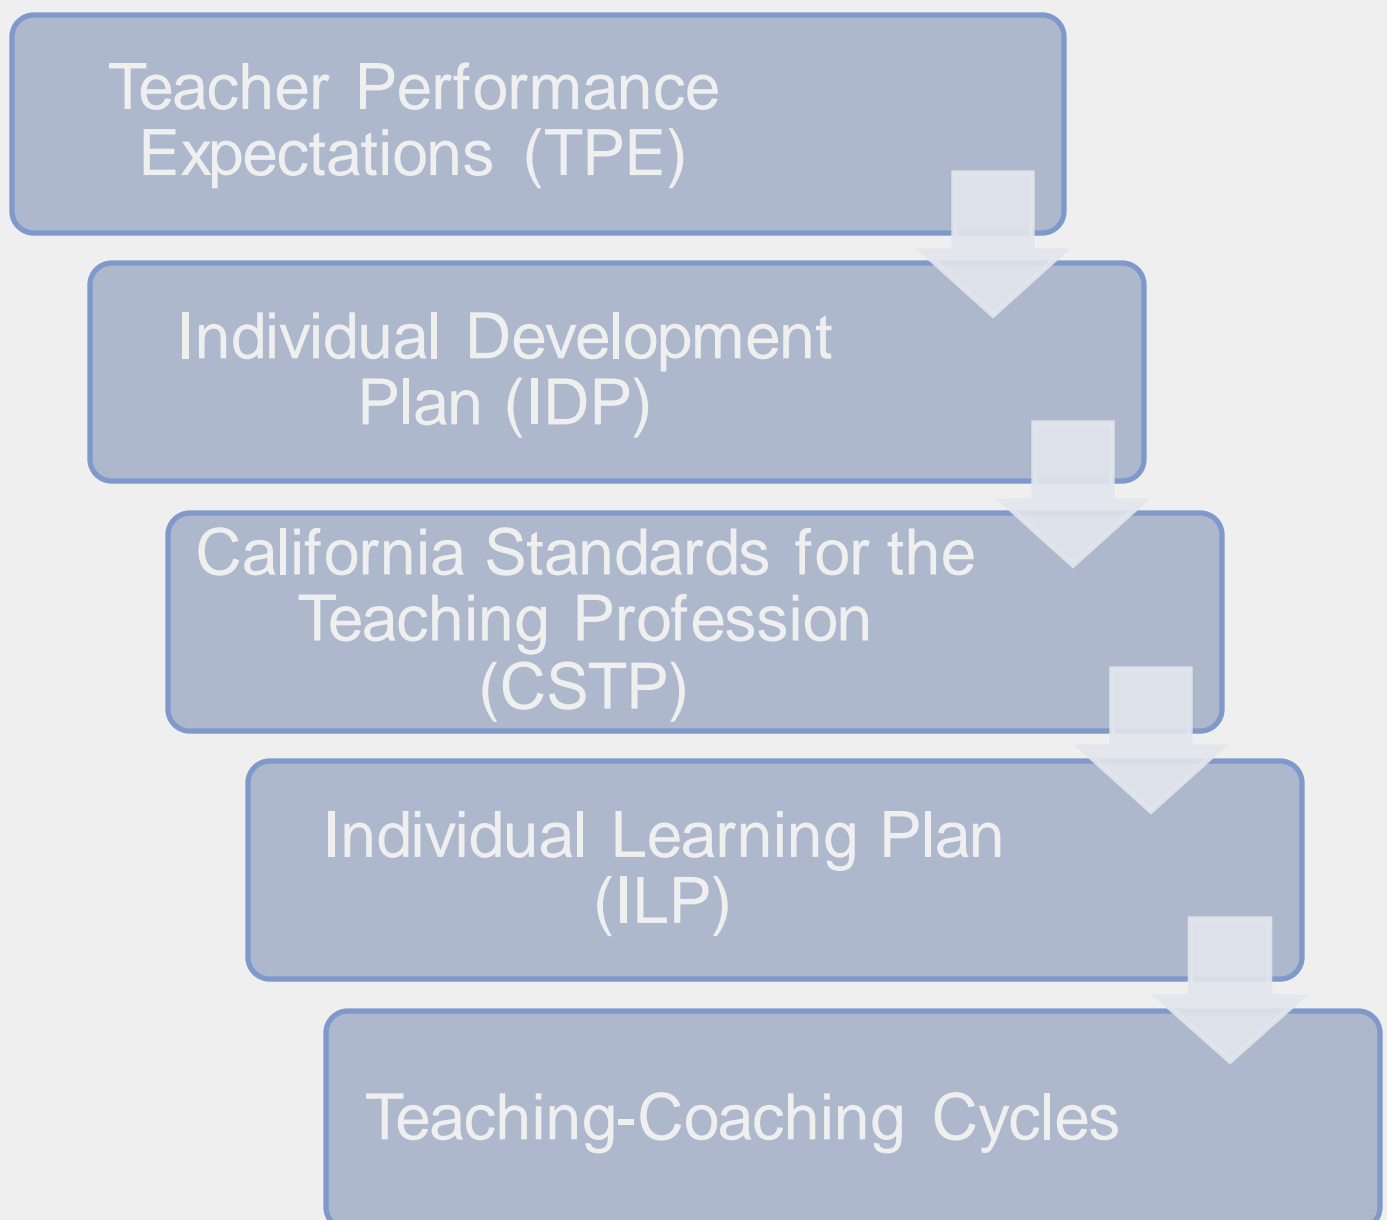 Teacher Performance
Expectations (TPE)
Individual Development
Plan (IDP)
California Standards for the
Teaching Profession
(CSTP)
Individual Learning Plan
(ILP)
Teaching-Coaching Cycles